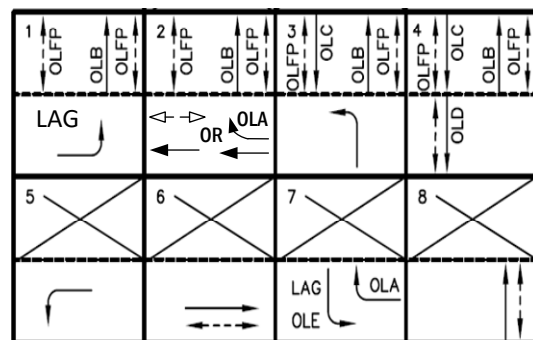 1 OLFP OLB OLFP
LAG
2 OLFP OLB OLFP
OR OLA
3 OLFP OLC OLB OLFP
4 OLFP OLC OLB OLFP
OLD
5
6
7
LAG OLA
OLE
8